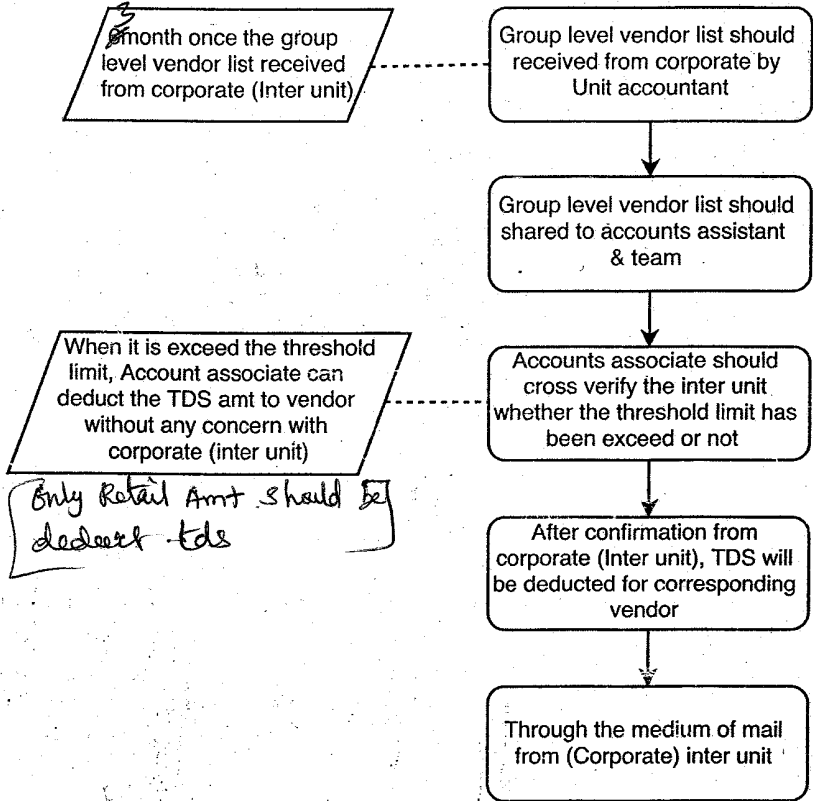 3
month once the group
level vendor list received
from corporate (Inter unit)
Group level vendor list should
received from corporate by
Unit accountant
Group level vendor list should
shared to accounts assistant
& team
When it is exceed the threshold
limit, Account associate can
deduct the TDS amt to vendor
without any concern with
corporate (inter unit)
Accounts associate should
cross verify the inter unit
whether the threshold limit has
been exceed or not
Only Retail Amt should be
deduct tds
After confirmation from
corporate (Inter unit), TDS will
be deducted for corresponding
vendor
Through the medium of mail
from (Corporate) inter unit